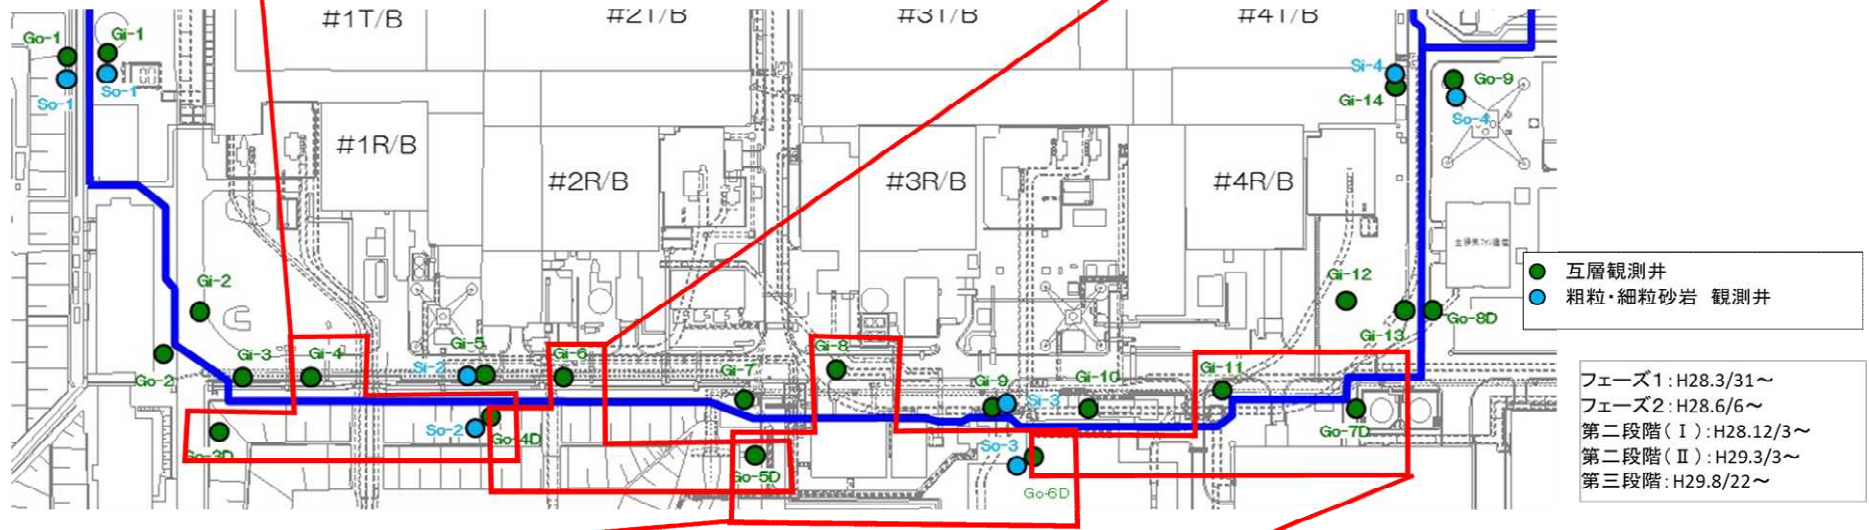 #1T/B
#2T/B
#3T/B
#4T/B
Go-1
Gi-1
So-1
So-1
Si-4
Gi-14
Go-9
So-4
#1R/B
#2R/B
#3R/B
#4R/B
Gi-2
Gi-12
Gi-13
Go-8D
Go-2
Gi-3
Gi-4
Si-2
Gi-5
Gi-6
Gi-7
Gi-8
Gi-9
Si-3
Gi-10
Gi-11
Go-3D
So-2
Go-4D
Go-5D
So-3
Go-6D
Go-7D
互層観測井
粗粒・細粒砂岩 観測井
フェーズ1:H28.3/31~
フェーズ2:H28.6/6~
第二段階(Ⅰ):H28.12/3~
第二段階(Ⅱ):H29.3/3~
第三段階:H29.8/22~